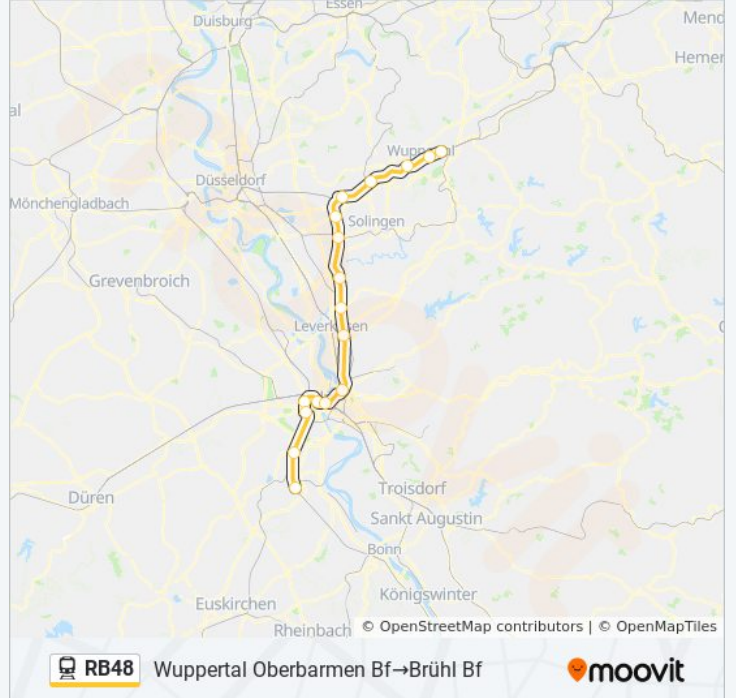 Essen
Duisburg
Mend
Hemer
al
Wuppertal
Düsseldorf
Mönchengladbach
Solingen
Grevenbroich
Leverkusen
Düren
Troisdorf
Sankt Augustin
Bonn
Königswinter
Euskirchen
Rheinbach
© OpenStreetMap contributors | © OpenMapTiles
RB48 Wuppertal Oberbarmen Bf→Brühl Bf moovit